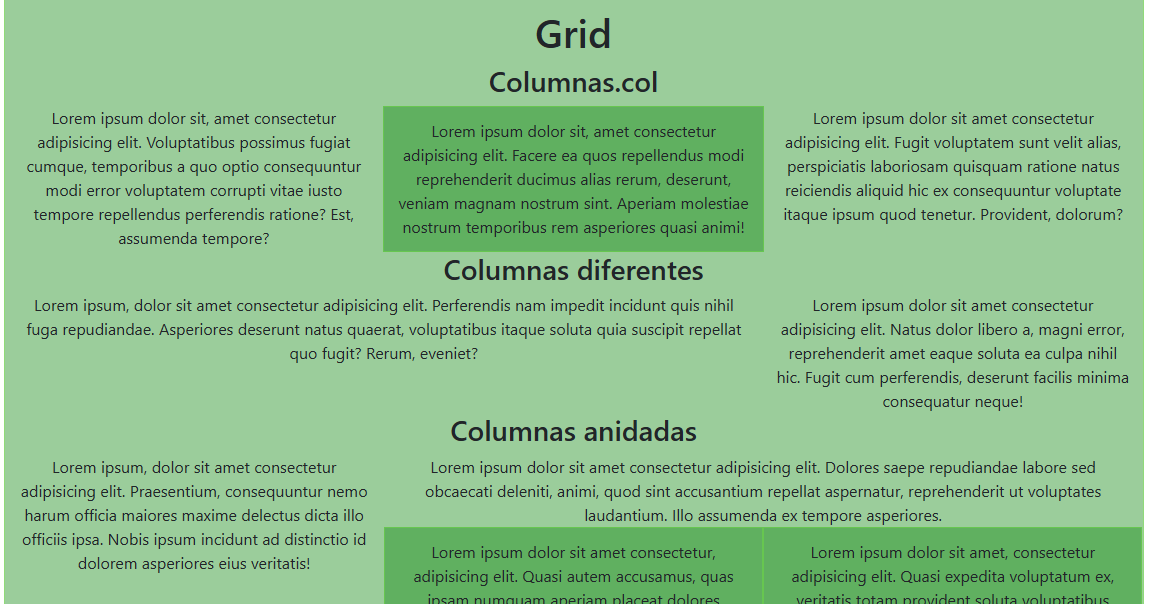 Grid
Columnas.col
Lorem ipsum dolor sit, amet consectetur
adipisicing elit. Voluptatibus possimus fugiat
cumque, temporibus a quo optio consequuntur
modi error voluptatem corrupti vitae iusto
tempore repellendus perferendis ratione? Est,
assumenda tempore?
Lorem ipsum dolor sit, amet consectetur
adipisicing elit. Facere ea quos repellendus modi
reprehenderit ducimus alias rerum, deserunt,
veniam magnam nostrum sint. Aperiam molestiae
nostrum temporibus rem asperiores quasi animi!
Lorem ipsum dolor sit, amet consectetur
adipisicing elit. Fugit voluptatem sunt velit alias,
perspiciatis laboriosam quisquam ratione natus
reiciendis aliquid hic ex consequuntur voluptate
itaque ipsum quod tenetur. Provident, dolorum?
Columnas diferentes
Lorem ipsum, dolor sit amet consectetur adipisicing elit. Perferendis nam impedit incidunt quis nihil
fuga repudiandae. Asperiores deserunt natus quaerat, voluptatibus itaque soluta quia suscipit repellat
quo fugit? Rerum, eveniet?
Lorem ipsum dolor sit amet consectetur
adipisicing elit. Natus dolor libero a, magni error,
reprehenderit amet eaque soluta ea culpa nihil
hic. Fugit cum perferendis, deserunt facilis minima
consequatur neque!
Columnas anidadas
Lorem ipsum, dolor sit amet consectetur
adipisicing elit. Praesentium, consequuntur nemo
harum officia maiores maxime delectus dicta illo
officiis ipsa. Nobis ipsum incidunt ad distinctio id
dolorem asperiores eius veritatis!
Lorem ipsum dolor sit amet consectetur adipisicing elit. Dolores saepe repudiandae labore sed
obcaecati deleniti, animi, quod sint accusantium repellat aspernatur, reprehenderit ut voluptates
laudantium. Illo assumenda ex tempore asperiores.
Lorem ipsum dolor sit amet consectetur,
adipisicing elit. Quasi autem accusamus, quas
ipsam numquam aperiam placeat dolores
Lorem ipsum dolor sit amet, consectetur
adipisicing elit. Quasi expedita voluptatum ex,
veritatis totam provident soluta voluptatibus